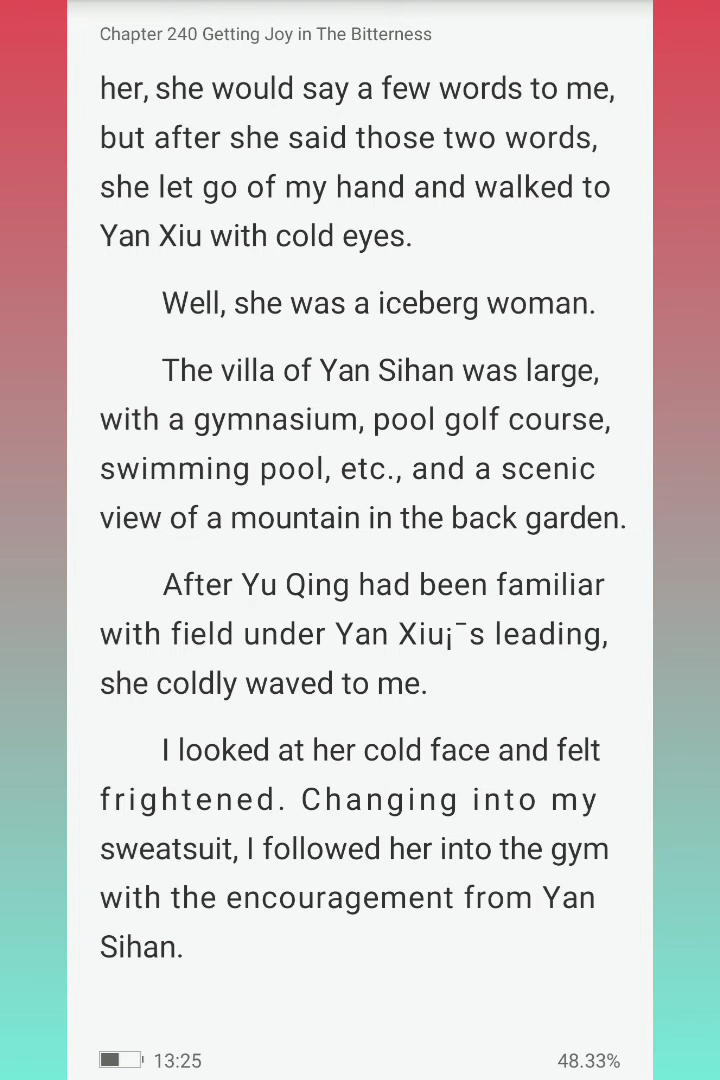 Chapter 240 Getting Joy in The Bitterness
her, she would say a few words to me,
but after she said those two words,
she let go of my hand and walked to
Yan Xiu with cold eyes.
Well, she was a iceberg woman.
The villa of Yan Sihan was large,
with a gymnasium, pool golf course,
swimming pool, etc., and a scenic
view of a mountain in the back garden.
After Yu Qing had been familiar
with field under Yan Xiu¡¯s leading,
she coldly waved to me.
I looked at her cold face and felt
frightened. Changing into my
sweatsuit, I followed her into the gym
with the encouragement from Yan
Sihan.
13:25
48.33%